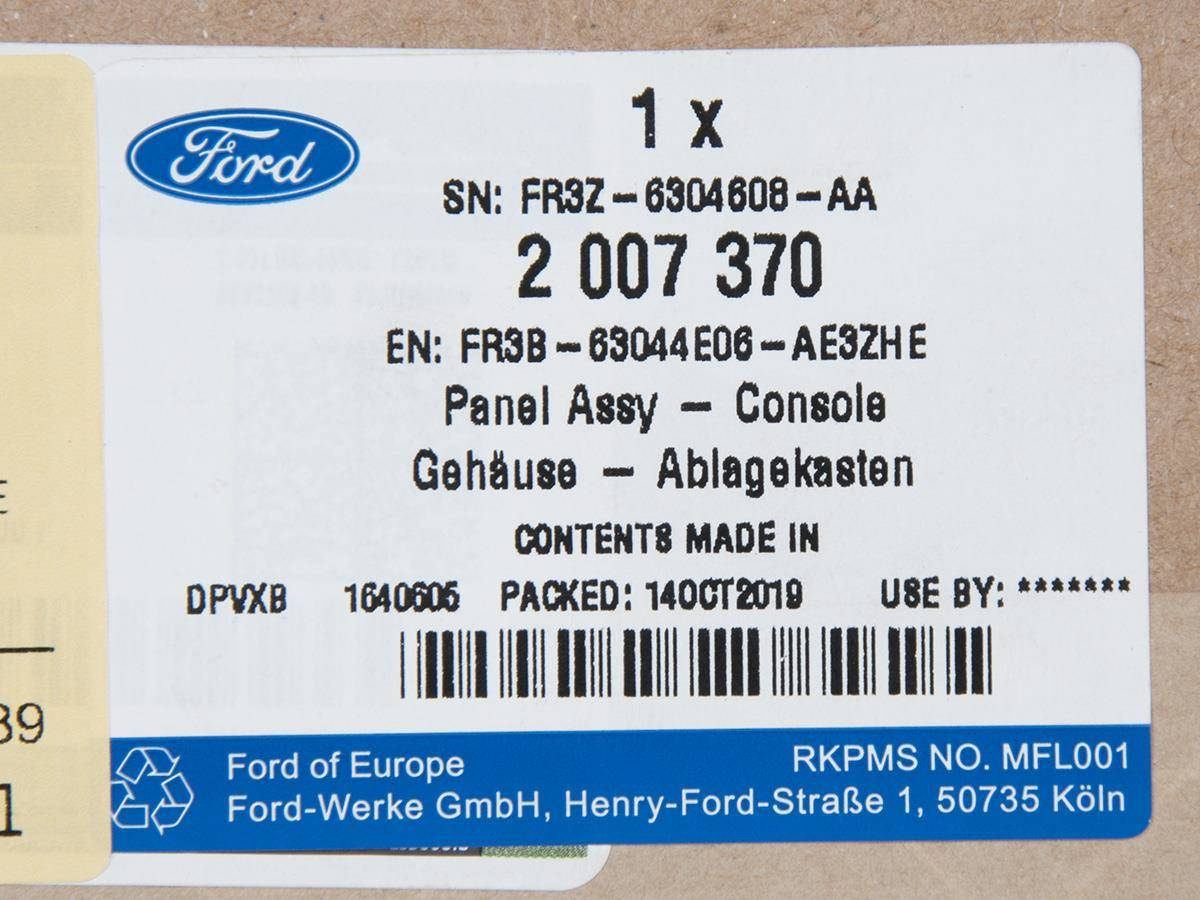 Ford
1 x
SN: FR3Z-6304608-AA
2 007 370
EN: FR3B-63044E06-AE3ZHE
Panel Assy - Console
Gehäuse - Ablagekasten
CONTENTS MADE IN
DPVXB 1640605 PACKED: 14OCT2019 USE BY: *******
Ford of Europe RKPMS NO. MFL001
Ford-Werke GmbH, Henry-Ford-Straße 1, 50735 Köln
E
39
1